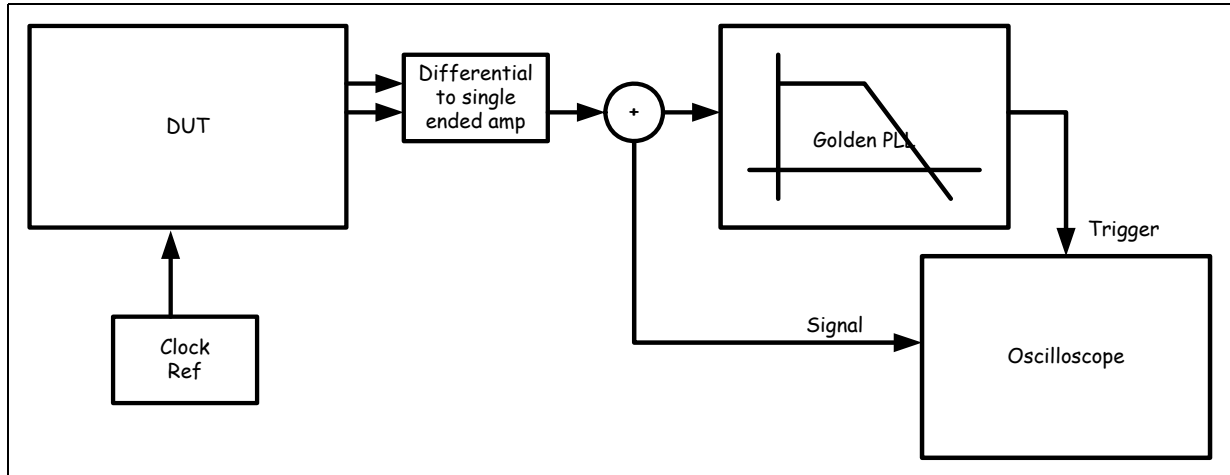 DUT
Differential
to single
ended amp
+
Golden PLL
Trigger
Signal
Clock
Ref
Oscilloscope